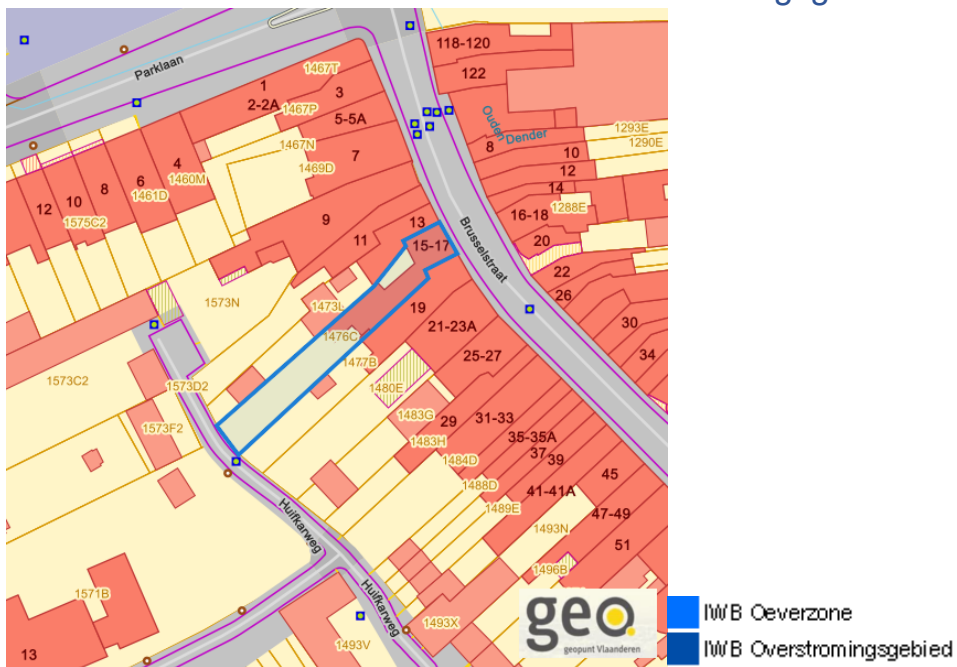 Parklaan
1
2-2A
1467T
3
1467P
5-5A
1467N
7
1469D
4
1460M
6
1461D
8
10
1575C2
12
9
11
13
15-17
118-120
122
Ouden
Dender
8
10
1293E
1290E
12
14
16-18
1288E
20
22
26
30
34
Brusselstraat
1573N
1476C
19
21-23A
1477B
25-27
1480E
1573C2
1573D2
1573F2
1483G
29
1483H
31-33
1484D
35-35A
37
39
1488D
41-41A
1489E
45
1493N
47-49
51
1496B
Huifkarweg
Huifkarweg
1571B
13
1493V
1493X
geo.
geopunt Vlaanderen
IWB Oeverzone
IWB Overstromingsgebied